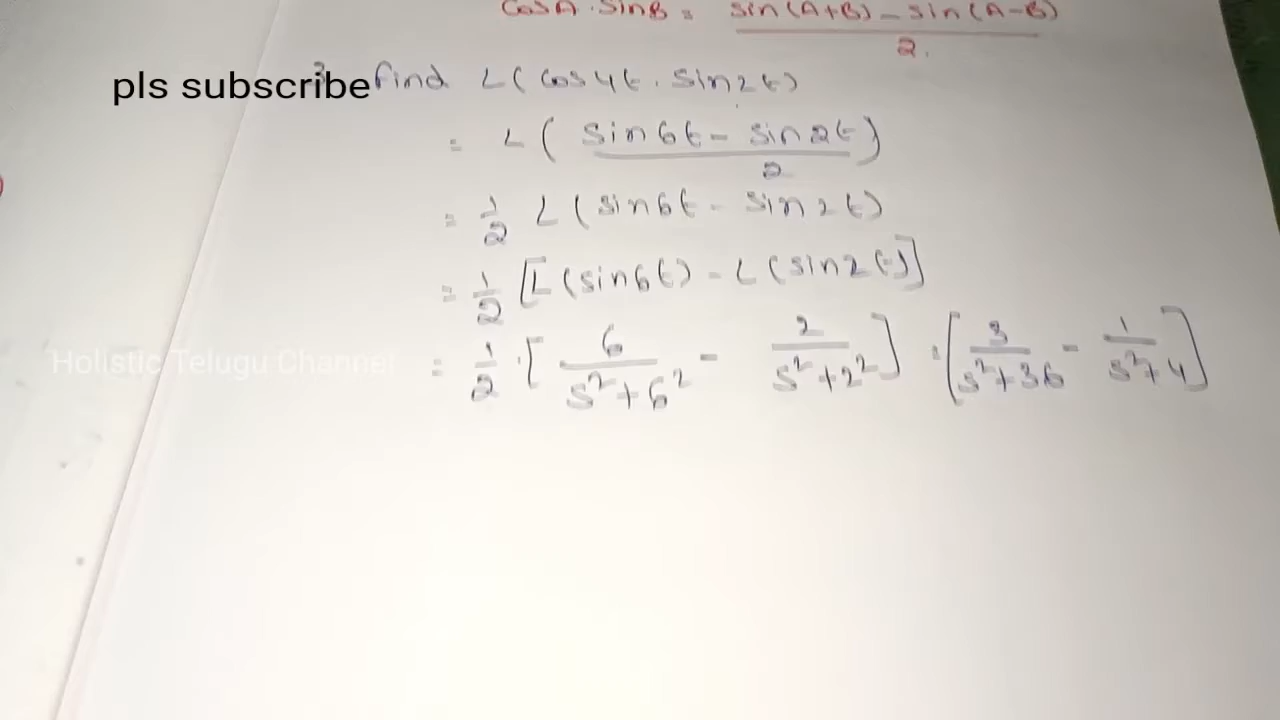 CosA . SinB = sin(A+B) - sin(A-B) / 2.
pls subscribe
3. Find L(Cos4t . Sin2t)
= L(sin6t - sin2t / 2)
= 1/2 L(sin6t - sin2t)
= 1/2 [L(sin6t) - L(sin2t)]
= 1/2 . [6 / s²+6² - 2 / s²+2²] = [3 / s²+36 - 1 / s²+4]
Holistic Telugu Channel